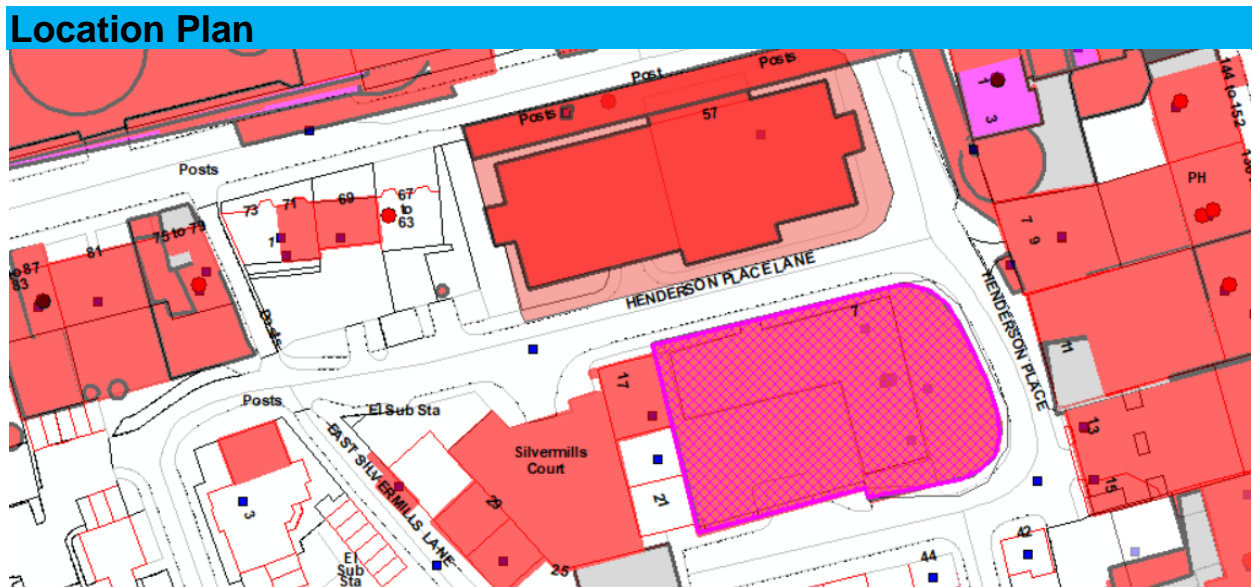 Location Plan
Post
Posts
Posts
57
1
3
144 to 152
PH
Posts
73
71
69
67
to
63
1
75 to 79
81
83
7
9
HENDERSON PLACE LANE
HENDERSON PLACE
7
11
Posts
Posts
El Sub Sta
17
Silvermills
Court
EAST SILVERMILLS LANE
29
21
13
15
3
El
Sub
Sta
25
42
44